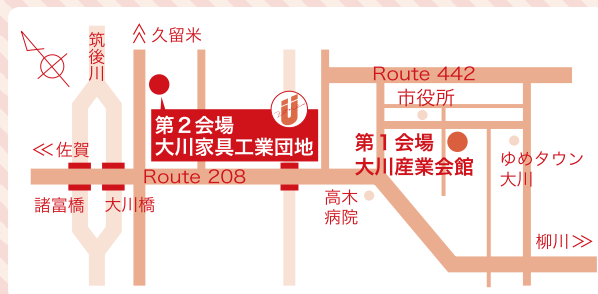 筑後川
久留米
Route 442
市役所
第２会場
大川家具工業団地
第１会場
大川産業会館
ゆめタウン
大川
佐賀
Route 208
諸富橋
大川橋
高木
病院
柳川